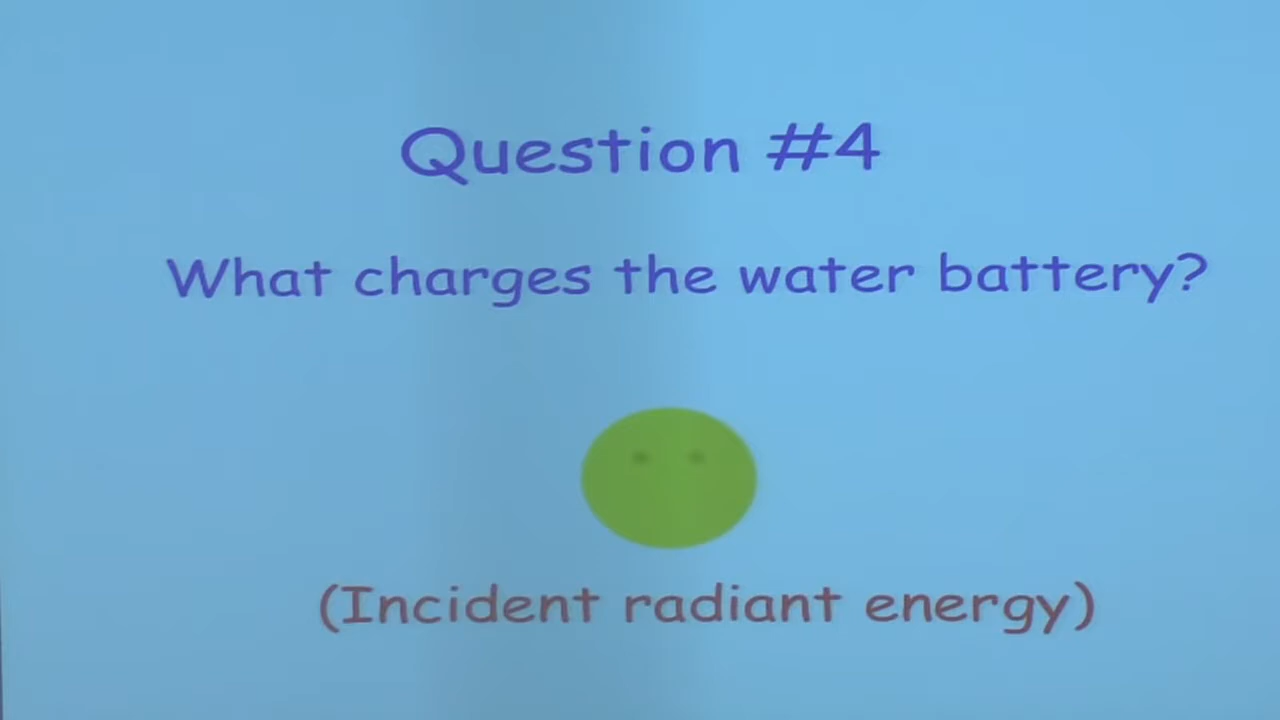 Question #4
What charges the water battery?
(Incident radiant energy)